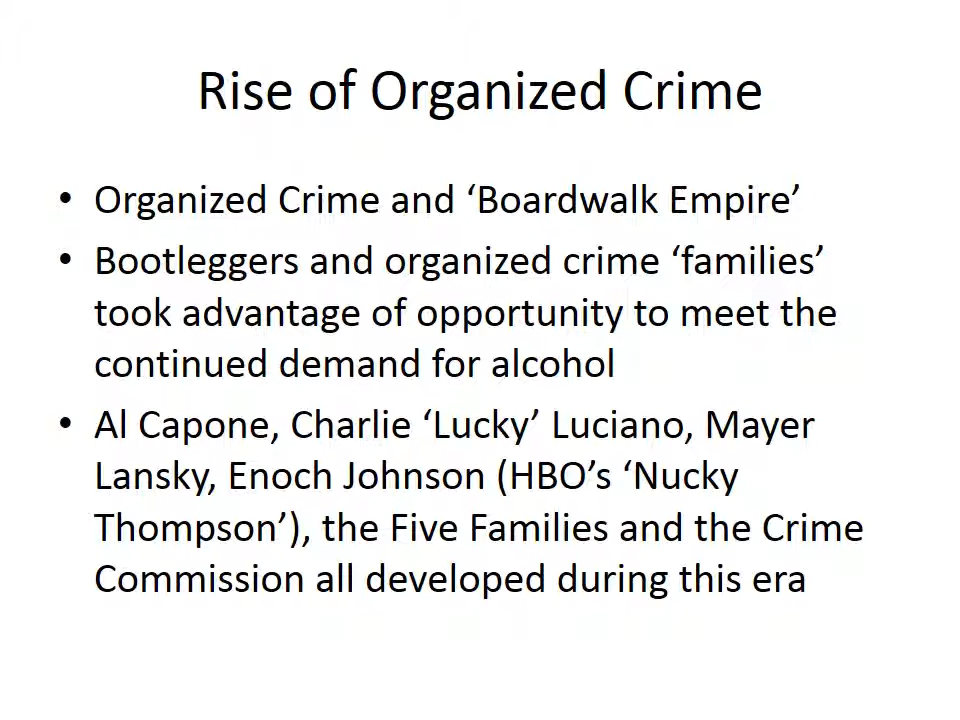 Rise of Organized Crime
• Organized Crime and ‘Boardwalk Empire’
• Bootleggers and organized crime ‘families’
took advantage of opportunity to meet the
continued demand for alcohol
• Al Capone, Charlie ‘Lucky’ Luciano, Mayer
Lansky, Enoch Johnson (HBO’s ‘Nucky
Thompson’), the Five Families and the Crime
Commission all developed during this era